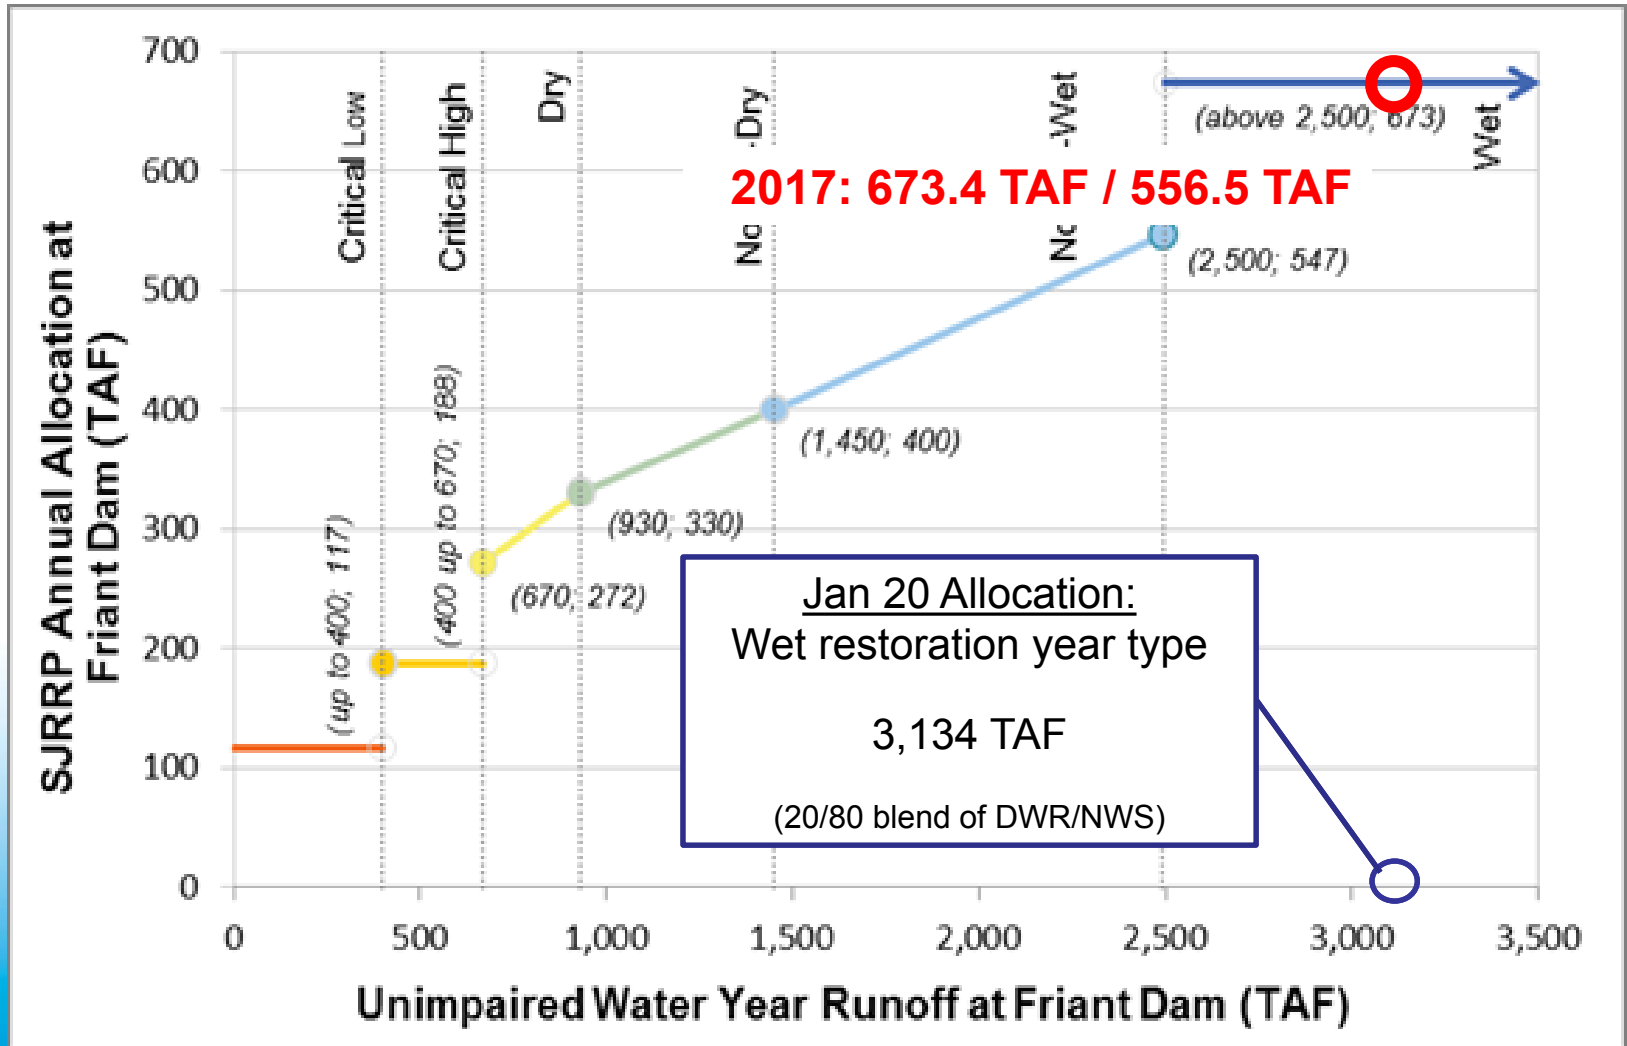 700
600
500
400
300
200
100
0
SJRRP Annual Allocation at
Friant Dam (TAF)
Critical Low
Critical High
Dry
-Dry
-Wet
Wet
(above 2,500; 673)
2017: 673.4 TAF / 556.5 TAF
(2,500; 547)
(1,450; 400)
(930; 330)
(670; 272)
(400 up to 670; 188)
(up to 400; 117)
Jan 20 Allocation:
Wet restoration year type
3,134 TAF
(20/80 blend of DWR/NWS)
0
500
1,000
1,500
2,000
2,500
3,000
3,500
Unimpaired Water Year Runoff at Friant Dam (TAF)